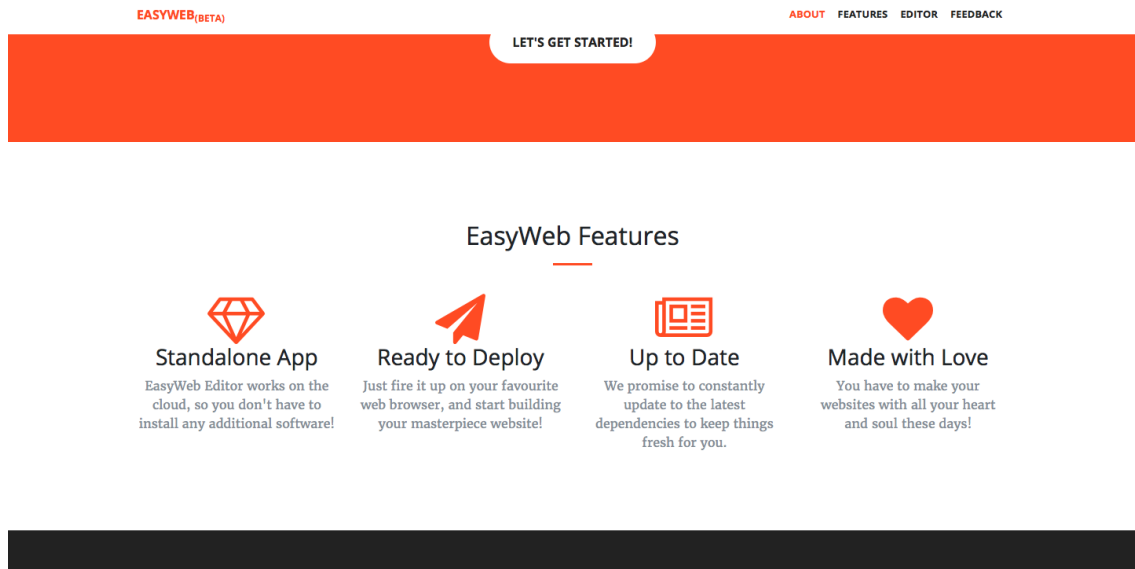 EASYWEB(BETA)
ABOUT FEATURES EDITOR FEEDBACK
LET'S GET STARTED!
EasyWeb Features
Standalone App
EasyWeb Editor works on the
cloud, so you don't have to
install any additional software!
Ready to Deploy
Just fire it up on your favourite
web browser, and start building
your masterpiece website!
Up to Date
We promise to constantly
update to the latest
dependencies to keep things
fresh for you.
Made with Love
You have to make your
websites with all your heart
and soul these days!